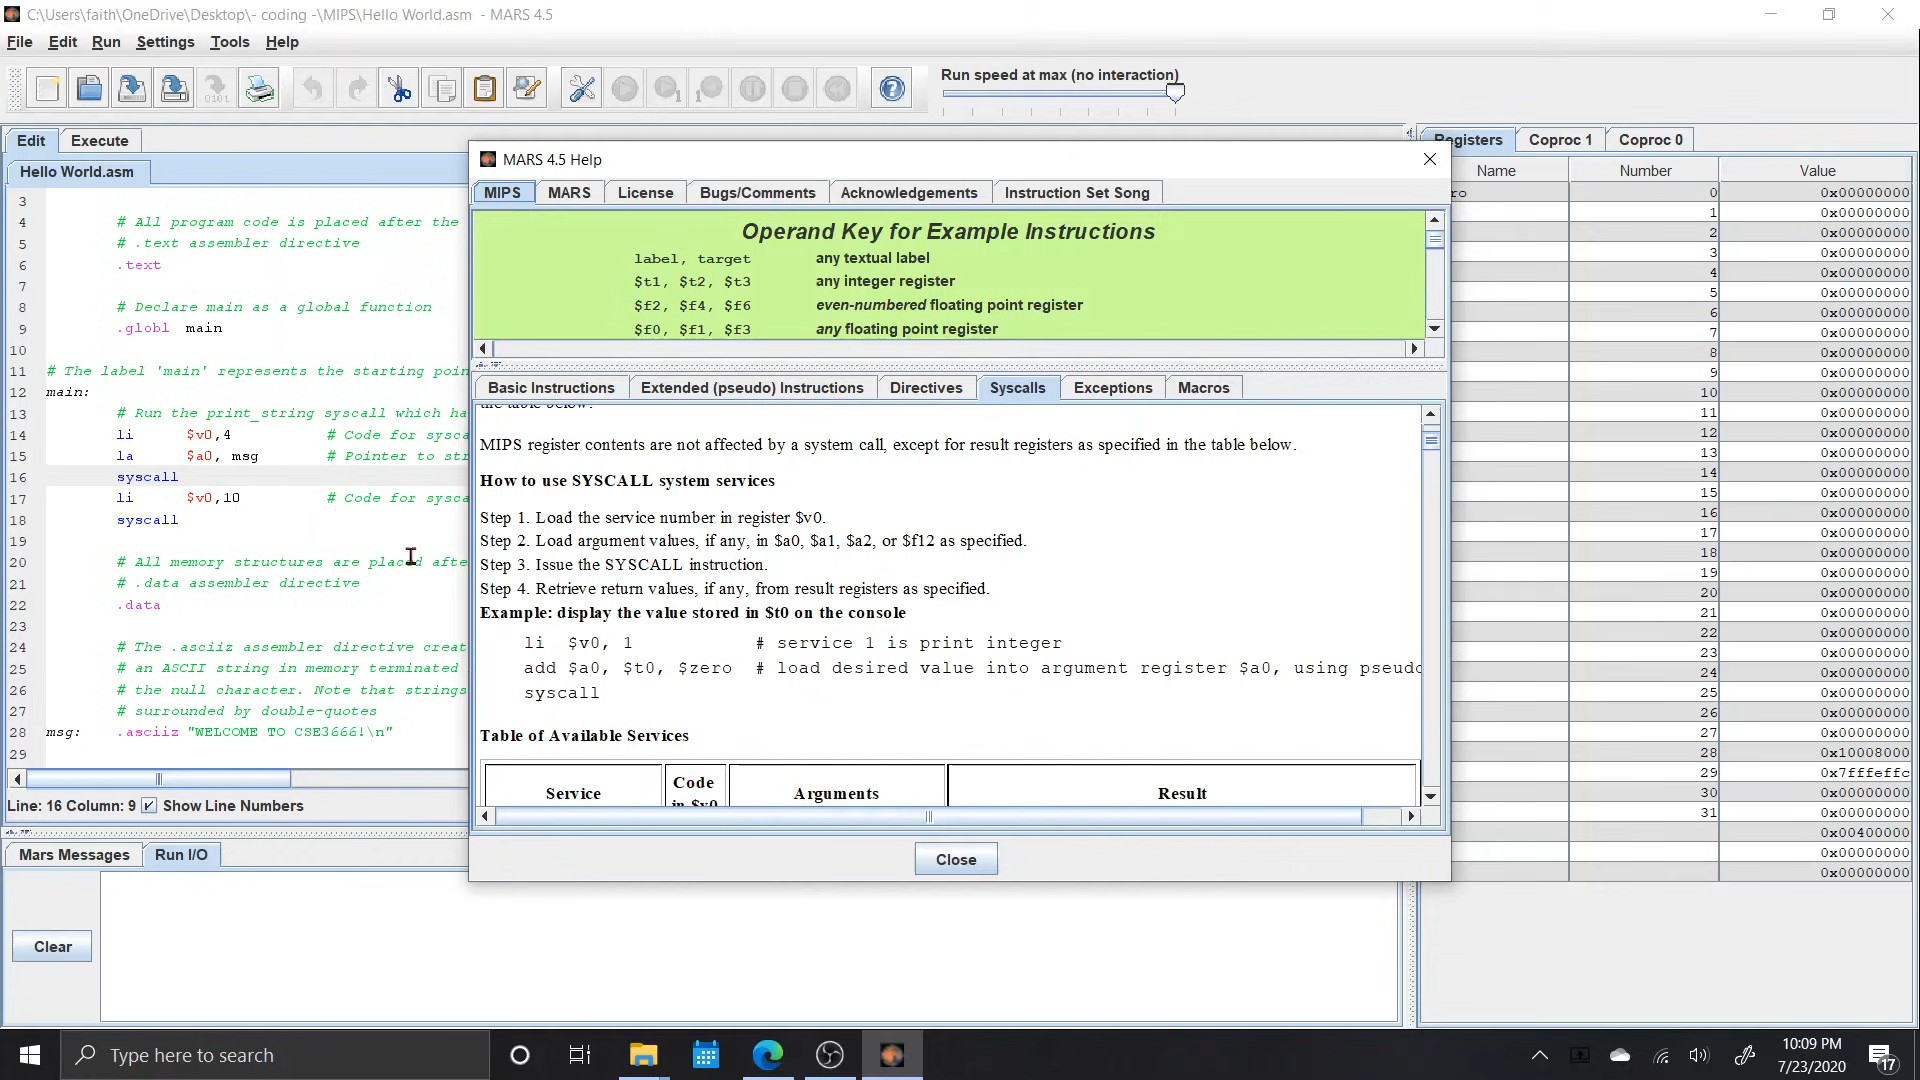 C:\Users\faith\OneDrive\Desktop\- coding -\MIPS\Hello World.asm - MARS 4.5
File Edit Run Settings Tools Help
Run speed at max (no interaction)
Edit Execute
Hello World.asm
3
4 # All program code is placed after the
5 # .text assembler directive
6 .text
7
8 # Declare main as a global function
9 .globl main
10
11 # The label 'main' represents the starting poin
12 main:
13 # Run the print_string syscall which ha
14 li $v0,4 # Code for sysca
15 la $a0, msg # Pointer to str
16 syscall
17 li $v0,10 # Code for sysca
18 syscall
19
20 # All memory structures are placed afte
21 # .data assembler directive
22 .data
23
24 # The .asciiz assembler directive creat
25 # an ASCII string in memory terminated
26 # the null character. Note that strings
27 # surrounded by double-quotes
28 msg: .asciiz "WELCOME TO CSE3666!\n"
29
Line: 16 Column: 9 Show Line Numbers
Mars Messages Run I/O
Clear
MARS 4.5 Help
MIPS MARS License Bugs/Comments Acknowledgements Instruction Set Song
Operand Key for Example Instructions
label, target any textual label
$t1, $t2, $t3 any integer register
$f2, $f4, $f6 even-numbered floating point register
$f0, $f1, $f3 any floating point register
Basic Instructions Extended (pseudo) Instructions Directives Syscalls Exceptions Macros
the table below.
MIPS register contents are not affected by a system call, except for result registers as specified in the table below.
How to use SYSCALL system services
Step 1. Load the service number in register $v0.
Step 2. Load argument values, if any, in $a0, $a1, $a2, or $f12 as specified.
Step 3. Issue the SYSCALL instruction.
Step 4. Retrieve return values, if any, from result registers as specified.
Example: display the value stored in $t0 on the console
li $v0, 1 # service 1 is print integer
add $a0, $t0, $zero # load desired value into argument register $a0, using pseudo
syscall
Table of Available Services
Service Code in $v0 Arguments Result
Close
Registers Coproc 1 Coproc 0
Name Number Value
ro 0 0x00000000
1 0x00000000
2 0x00000000
3 0x00000000
4 0x00000000
5 0x00000000
6 0x00000000
7 0x00000000
8 0x00000000
9 0x00000000
10 0x00000000
11 0x00000000
12 0x00000000
13 0x00000000
14 0x00000000
15 0x00000000
16 0x00000000
17 0x00000000
18 0x00000000
19 0x00000000
20 0x00000000
21 0x00000000
22 0x00000000
23 0x00000000
24 0x00000000
25 0x00000000
26 0x00000000
27 0x00000000
28 0x10008000
29 0x7fffeffc
30 0x00000000
31 0x00000000
0x00400000
0x00000000
0x00000000
Type here to search
10:09 PM
7/23/2020
17